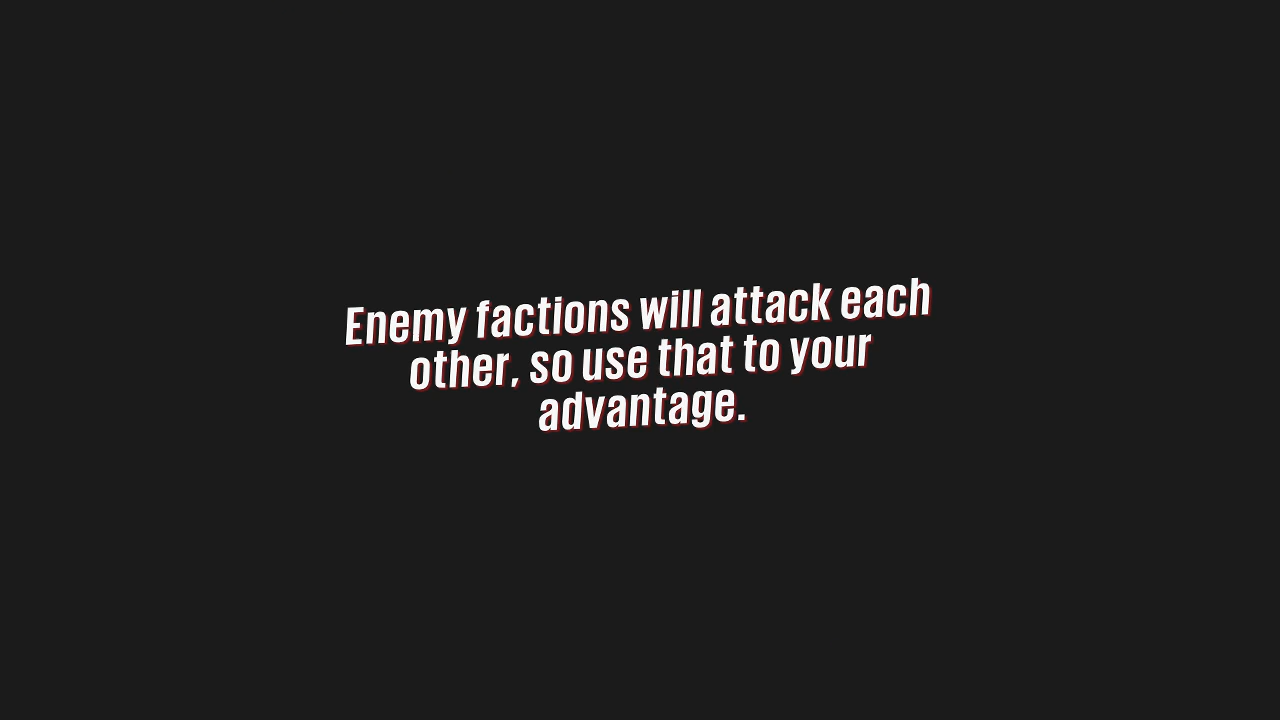 Enemy factions will attack each
other, so use that to your
advantage.